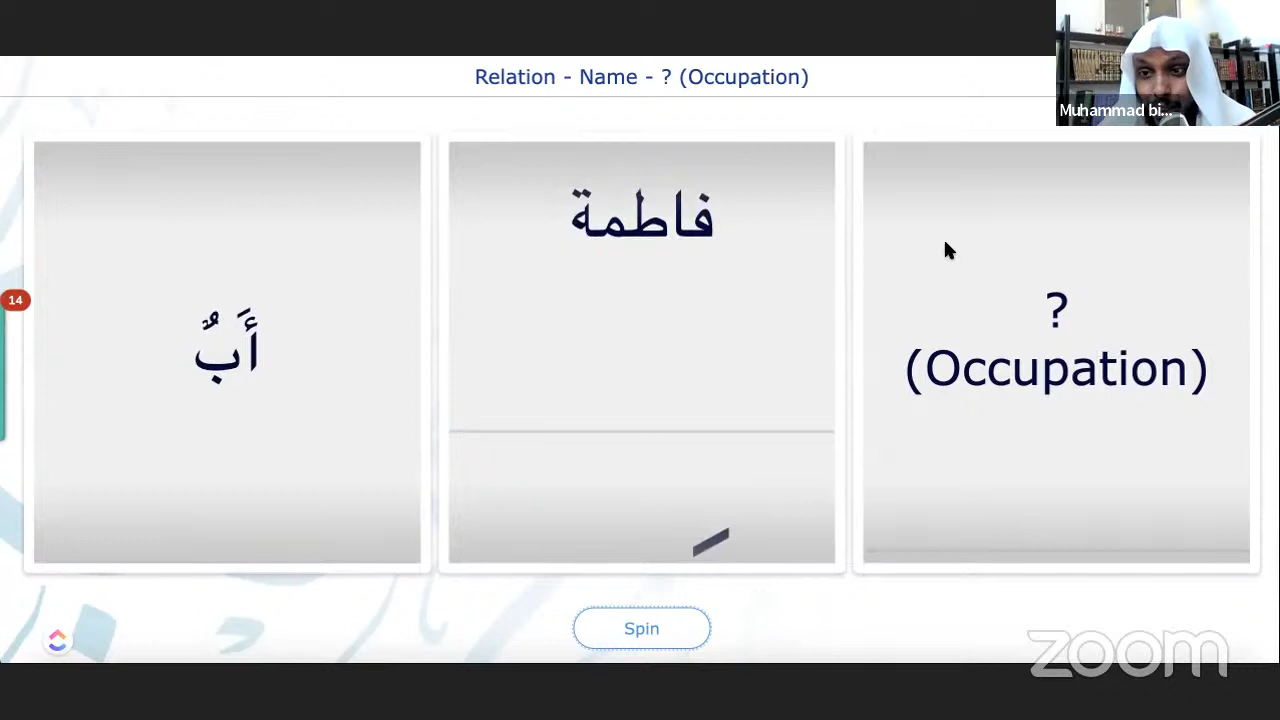 Relation - Name - ? (Occupation)
Muhammad bi...
أَبٌ
فاطمة
?
(Occupation)
14
Spin
zoom